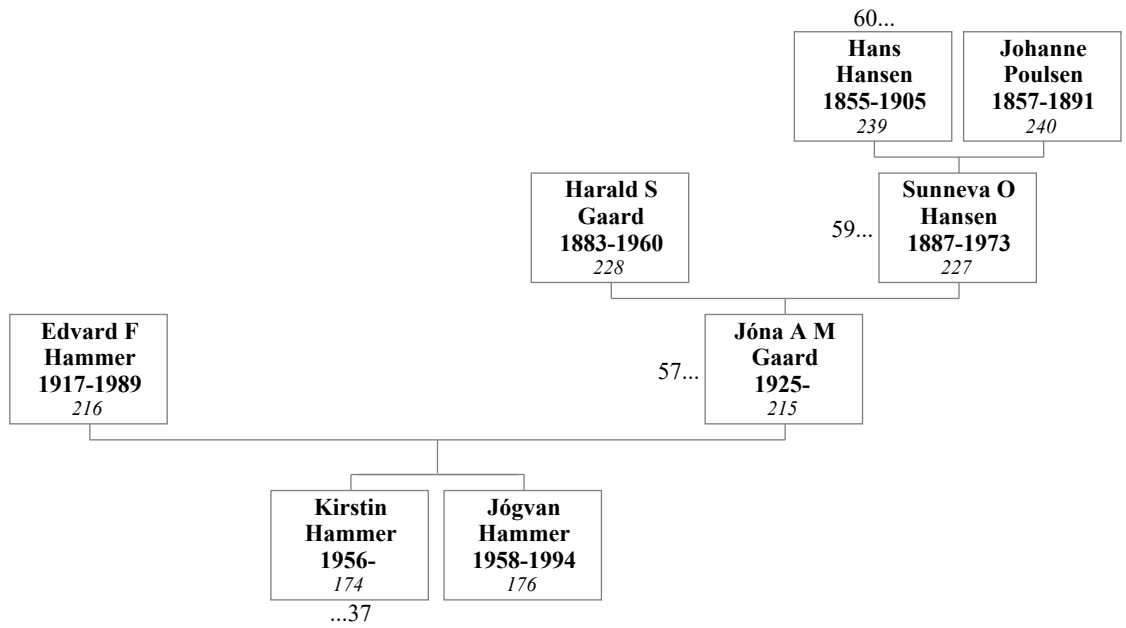 60...
Hans
Hansen
1855-1905
239
Johanne
Poulsen
1857-1891
240
Harald S
Gaard
1883-1960
228
59...
Sunneva O
Hansen
1887-1973
227
Edvard F
Hammer
1917-1989
216
57...
Jóna A M
Gaard
1925-
215
Kirstin
Hammer
1956-
174
...37
Jógvan
Hammer
1958-1994
176